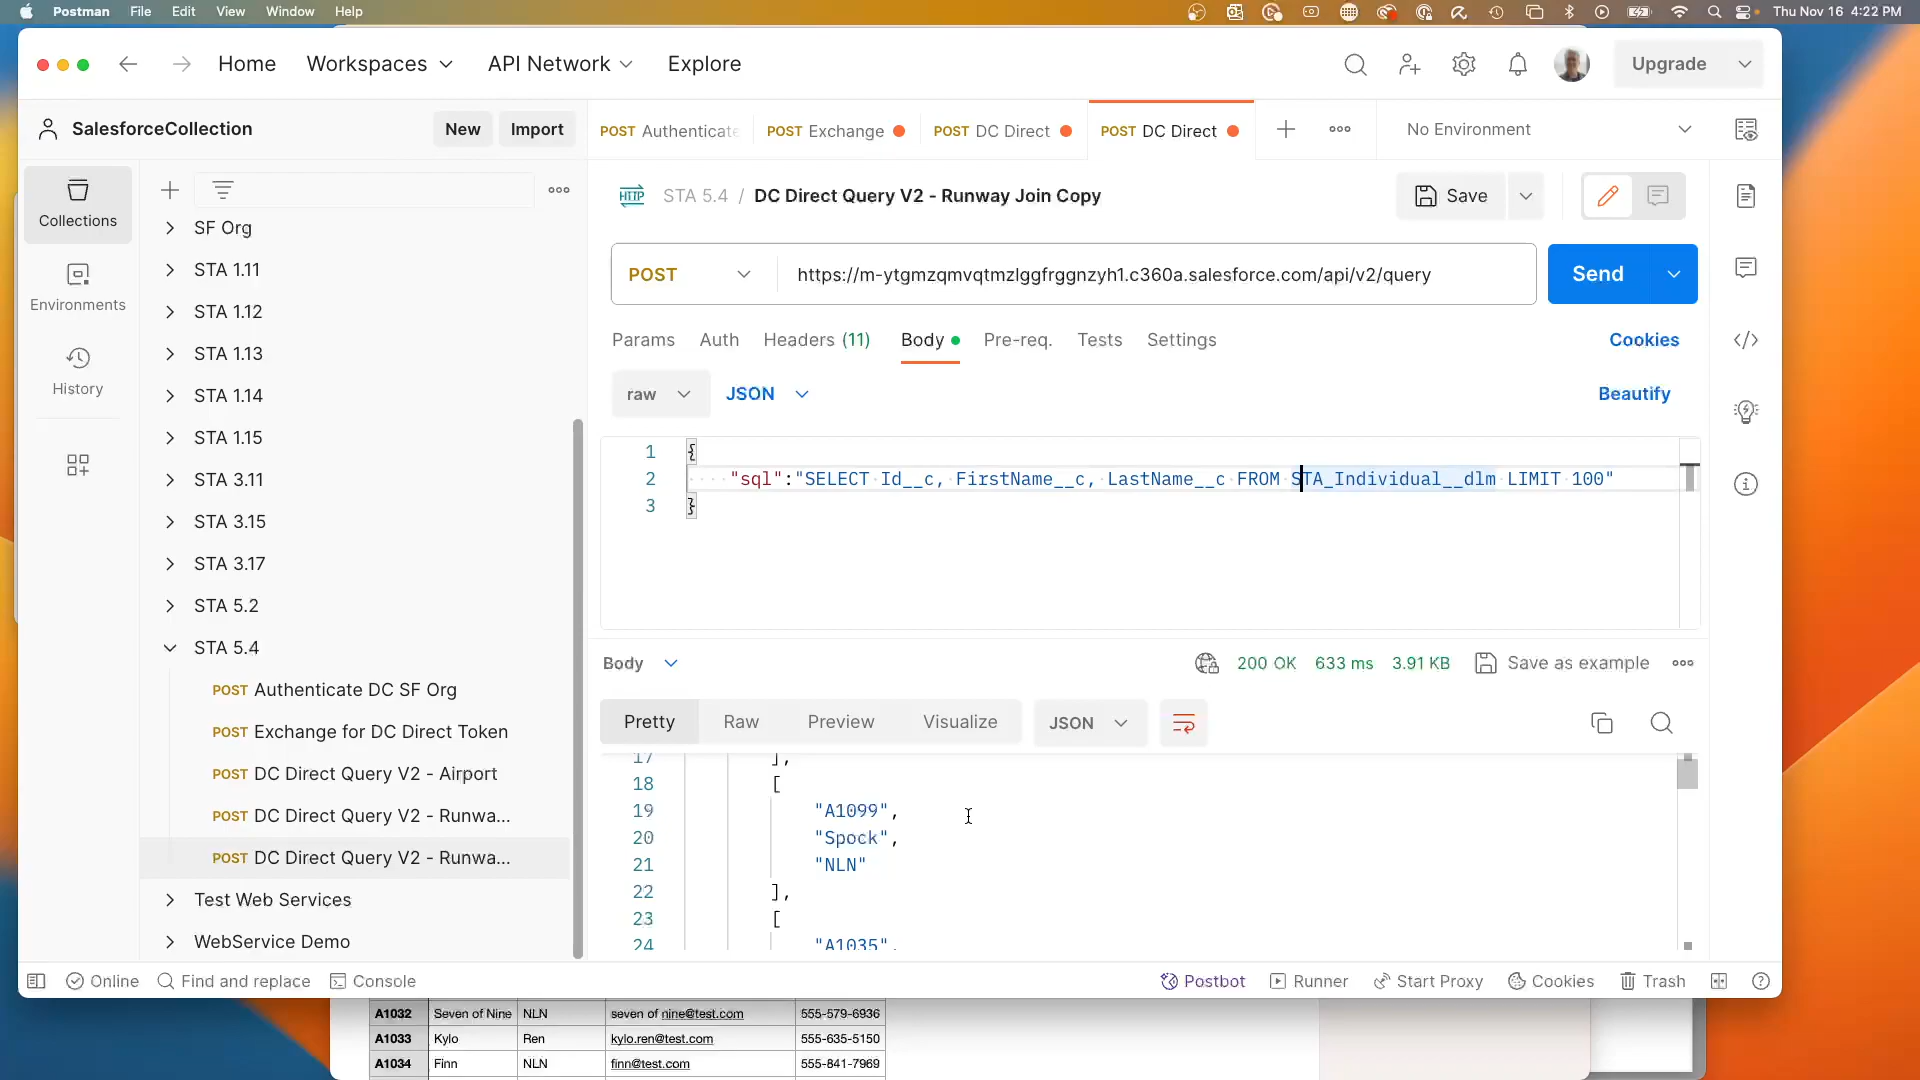 Postman File Edit View Window Help Thu Nov 16 4:22 PM
Home Workspaces API Network Explore Upgrade
SalesforceCollection New Import
POST Authenticate POST Exchange POST DC Direct POST DC Direct No Environment
Collections
Environments
History
SF Org
STA 1.11
STA 1.12
STA 1.13
STA 1.14
STA 1.15
STA 3.11
STA 3.15
STA 3.17
STA 5.2
STA 5.4
POST Authenticate DC SF Org
POST Exchange for DC Direct Token
POST DC Direct Query V2 - Airport
POST DC Direct Query V2 - Runwa...
POST DC Direct Query V2 - Runwa...
Test Web Services
WebService Demo
HTTP STA 5.4 / DC Direct Query V2 - Runway Join Copy Save
POST https://m-ytgmzqmvqtmzlggfrggnzyh1.c360a.salesforce.com/api/v2/query Send
Params Auth Headers (11) Body Pre-req. Tests Settings Cookies
raw JSON Beautify
1 {
2 "sql":"SELECT Id__c, FirstName__c, LastName__c FROM STA_Individual__dlm LIMIT 100"
3 }
Body 200 OK 633 ms 3.91 KB Save as example
Pretty Raw Preview Visualize JSON
17 ],
18 [
19 "A1099",
20 "Spock",
21 "NLN"
22 ],
23 [
24 "A1035",
Online Find and replace Console Postbot Runner Start Proxy Cookies Trash
A1032 Seven of Nine NLN seven of nine@test.com 555-579-6936
A1033 Kylo Ren kylo.ren@test.com 555-635-5150
A1034 Finn NLN finn@test.com 555-841-7969